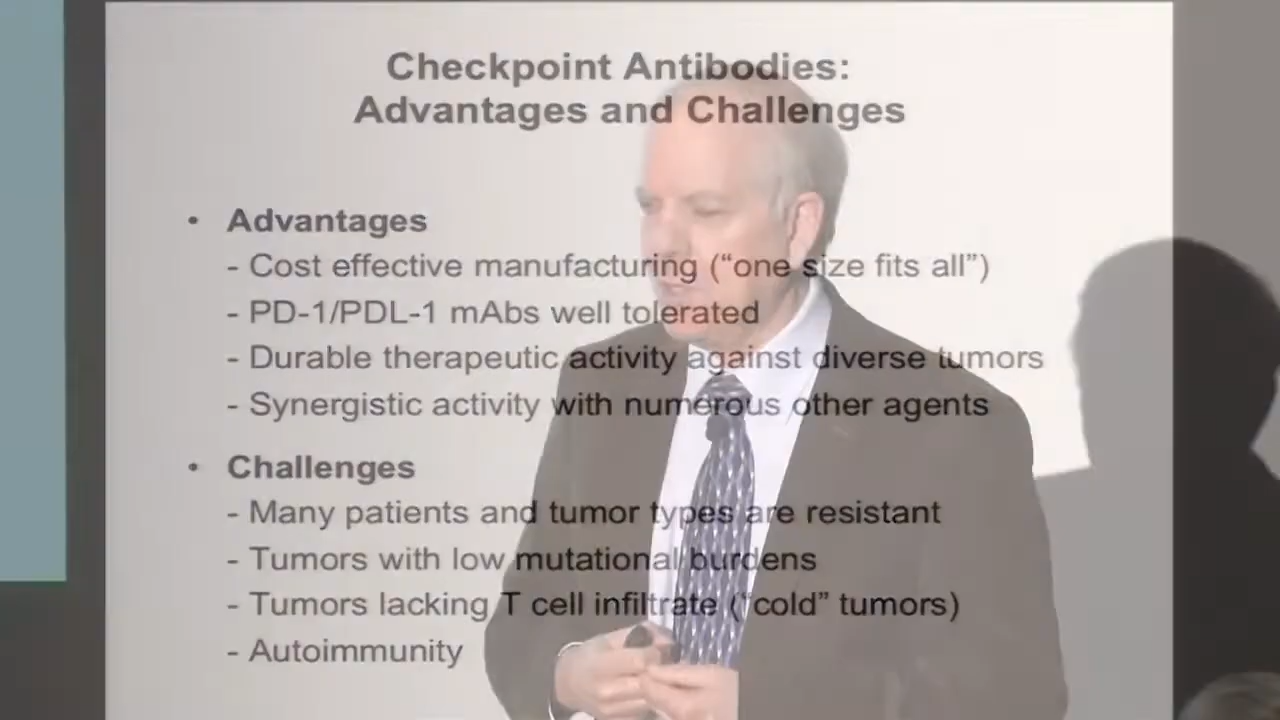 Checkpoint Antibodies:
Advantages and Challenges
• Advantages
- Cost effective manufacturing (“one size fits all”)
- PD-1/PDL-1 mAbs well tolerated
- Durable therapeutic activity against diverse tumors
- Synergistic activity with numerous other agents
• Challenges
- Many patients and tumor types are resistant
- Tumors with low mutational burdens
- Tumors lacking T cell infiltrate (“cold” tumors)
- Autoimmunity